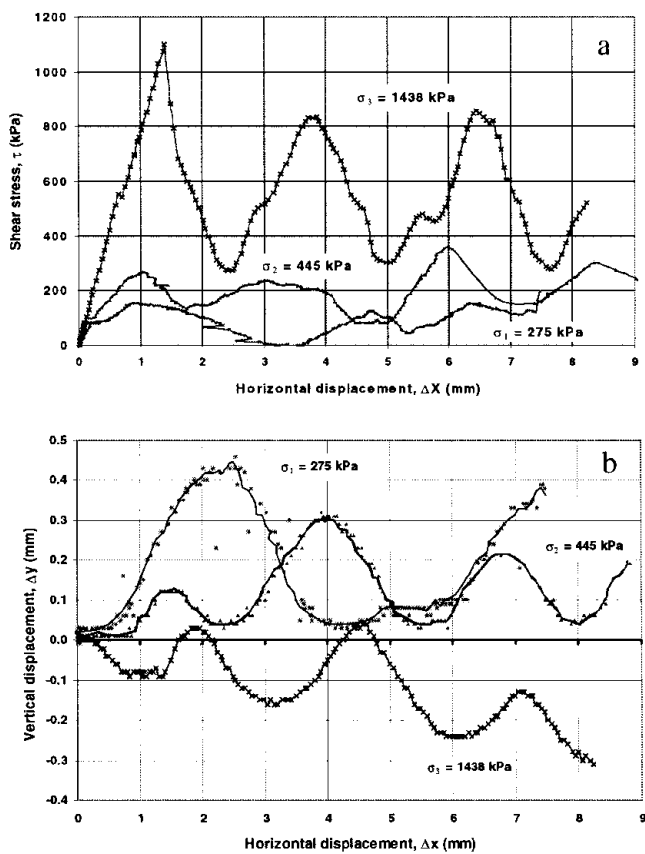 a
1200
1000
800
600
400
200
0
Shear stress, τ (kPa)
σ3 = 1438 kPa
σ2 = 445 kPa
σ1 = 275 kPa
0 1 2 3 4 5 6 7 8 9
Horizontal displacement, ΔX (mm)
b
0.5
0.4
0.3
0.2
0.1
0.0
-0.1
-0.2
-0.3
-0.4
Vertical displacement, Δy (mm)
σ1 = 275 kPa
σ2 = 445 kPa
σ3 = 1438 kPa
0 1 2 3 4 5 6 7 8 9
Horizontal displacement, Δx (mm)